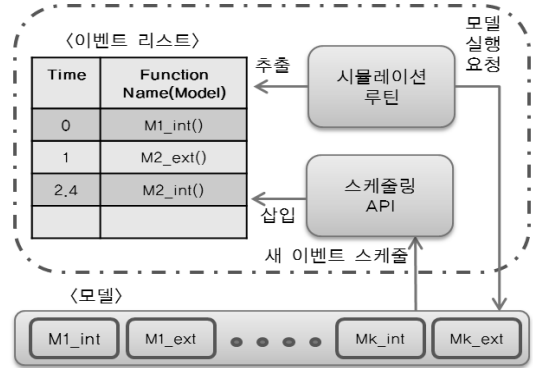 〈이벤트 리스트〉
Time
Function
Name(Model)
0
M1_int()
1
M2_ext()
2.4
M2_int()
추출
시뮬레이션
루틴
모델
실행
요청
스케줄링
API
삽입
새 이벤트 스케줄
〈모델〉
M1_int
M1_ext
Mk_int
Mk_ext